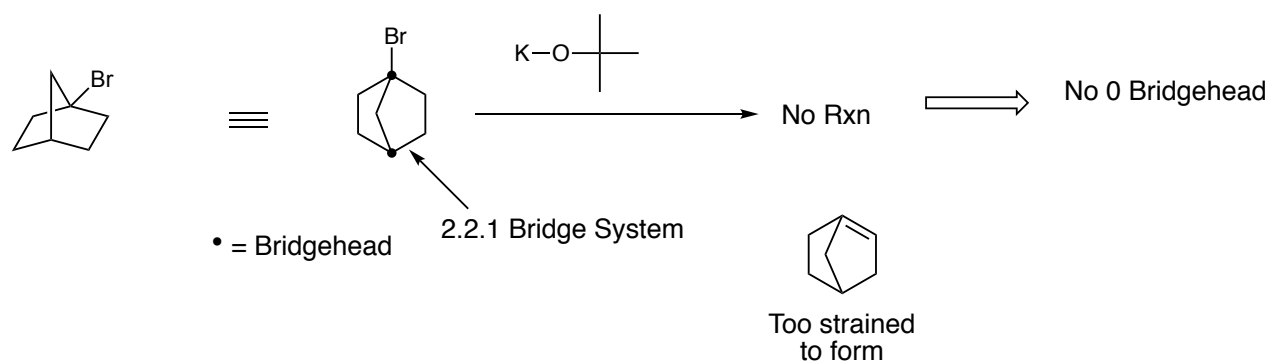 Br
Br
K—O
No Rxn
No 0 Bridgehead
• = Bridgehead
2.2.1 Bridge System
Too strained
to form